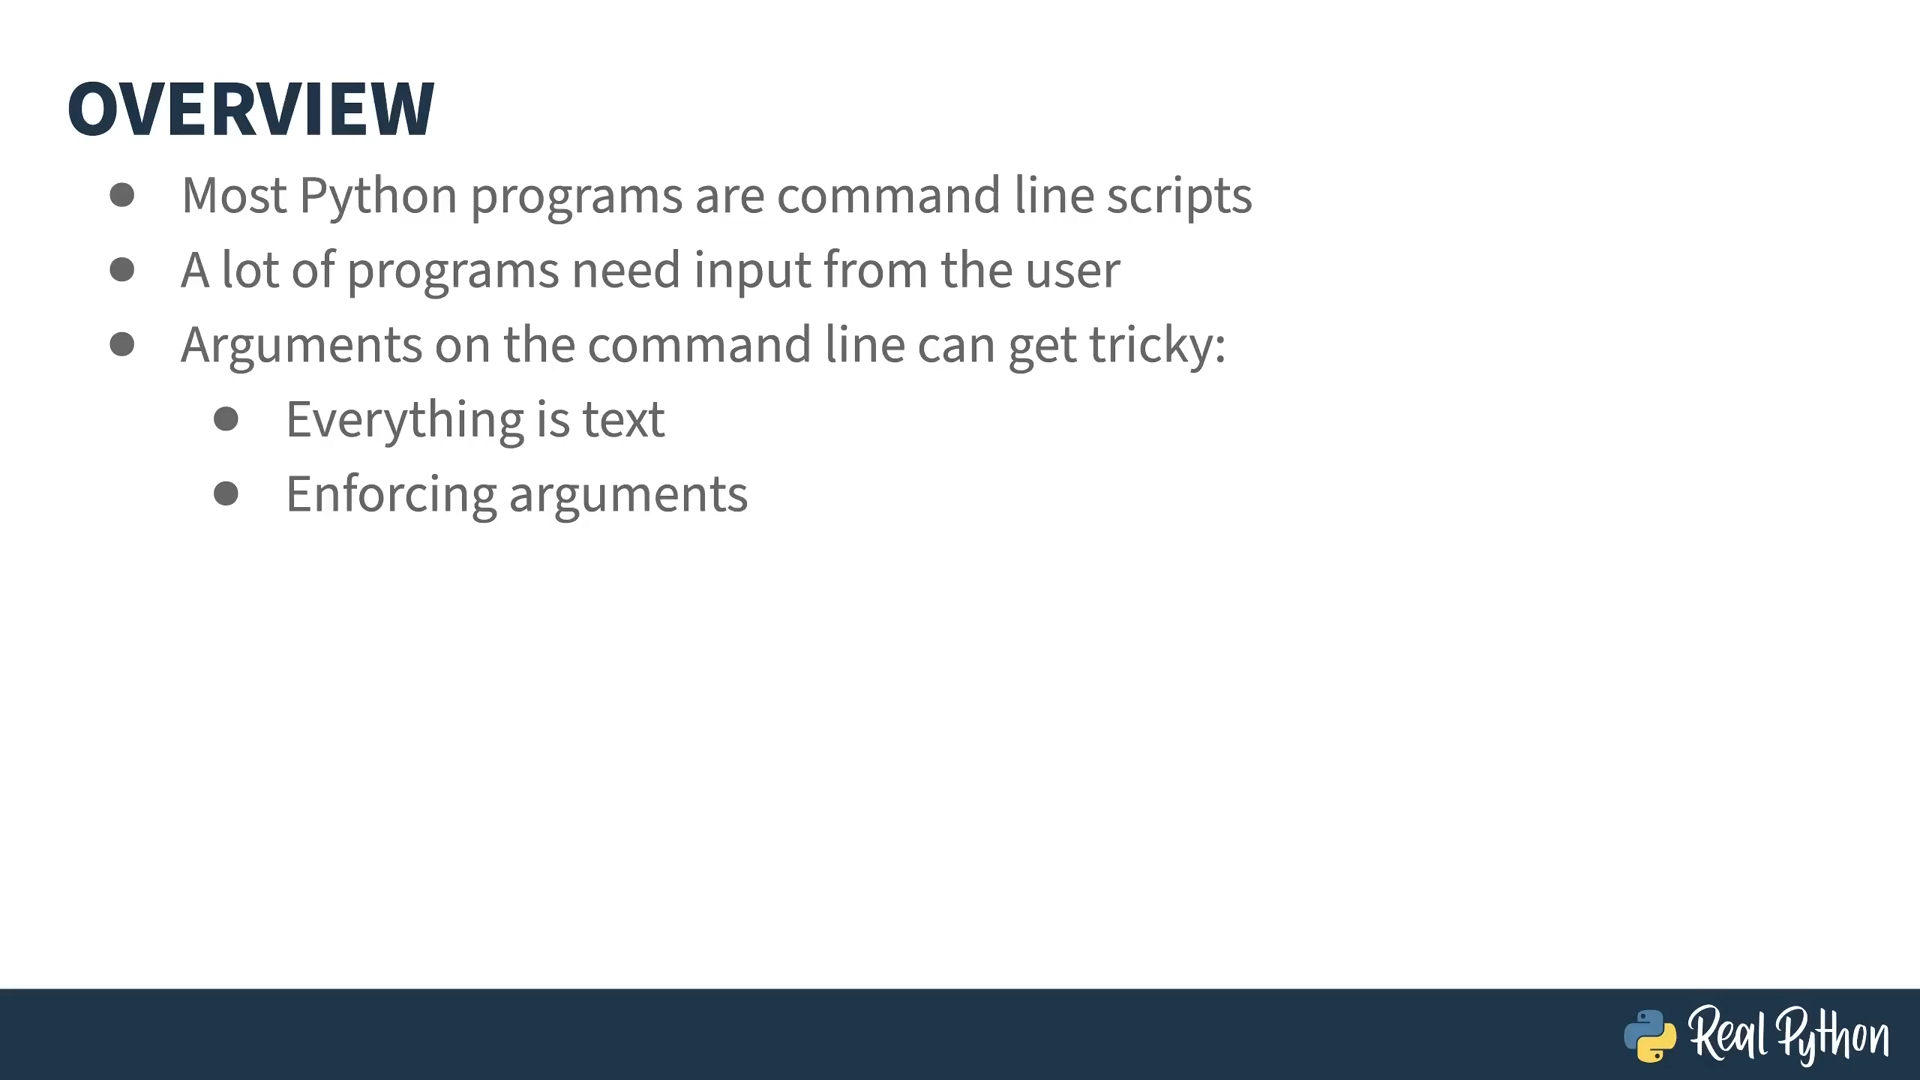 OVERVIEW
● Most Python programs are command line scripts
● A lot of programs need input from the user
● Arguments on the command line can get tricky:
● Everything is text
● Enforcing arguments
Real Python